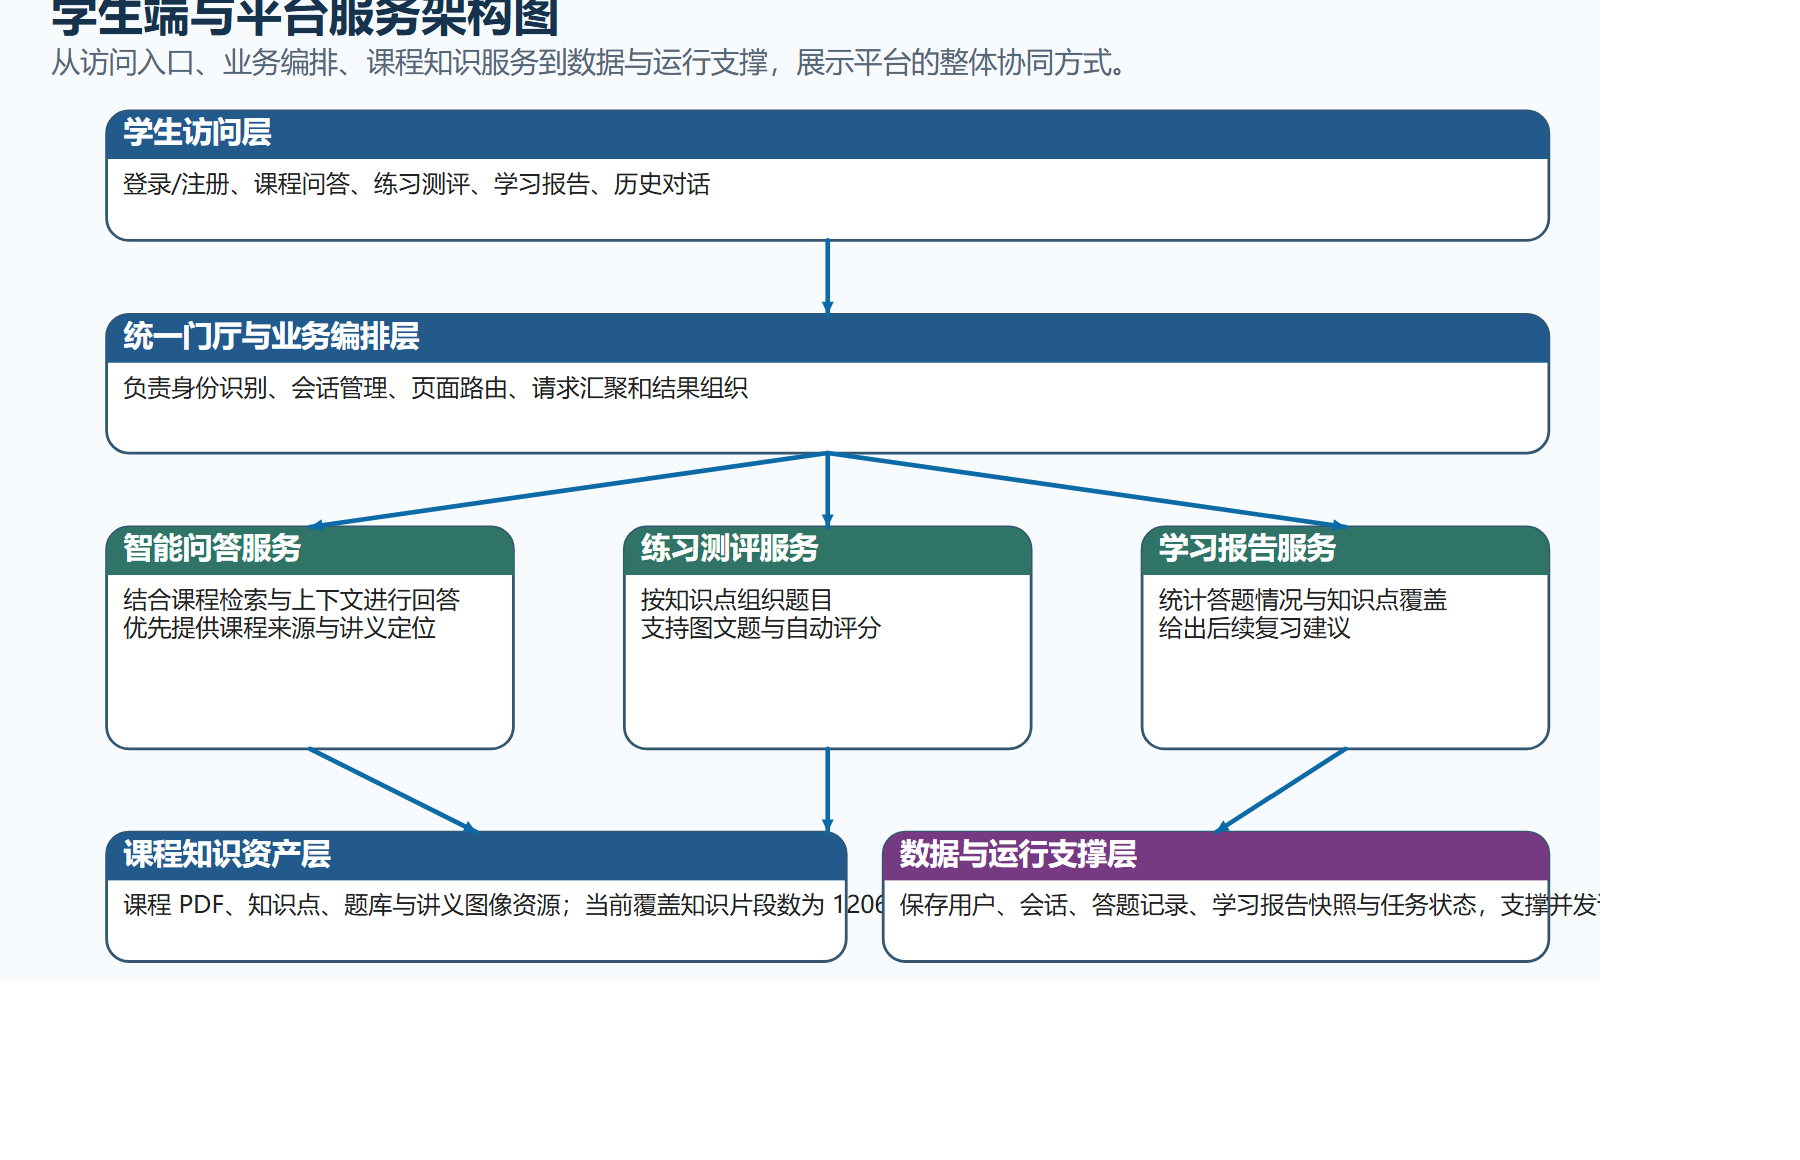 学生端与平台服务架构图
从访问入口、业务编排、课程知识服务到数据与运行支撑，展示平台的整体协同方式。
学生访问层
登录/注册、课程问答、练习测评、学习报告、历史对话
统一门厅与业务编排层
负责身份识别、会话管理、页面路由、请求汇聚和结果组织
智能问答服务
结合课程检索与上下文进行回答
优先提供课程来源与讲义定位
练习测评服务
按知识点组织题目
支持图文题与自动评分
学习报告服务
统计答题情况与知识点覆盖
给出后续复习建议
课程知识资产层
课程 PDF、知识点、题库与讲义图像资源；当前覆盖知识片段数为 1206
数据与运行支撑层
保存用户、会话、答题记录、学习报告快照与任务状态，支撑并发